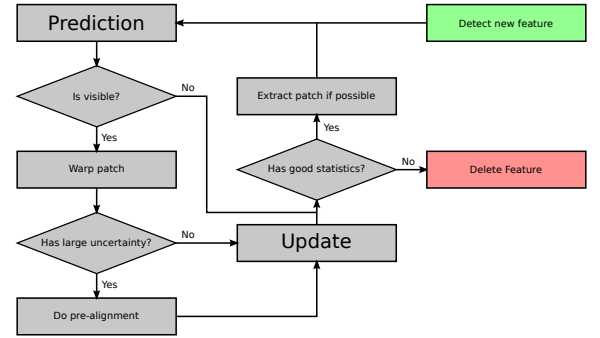 Prediction
Detect new feature
Is visible?
No
Extract patch if possible
Yes
Yes
Warp patch
Has good statistics?
No
Delete Feature
Has large uncertainty?
No
Update
Yes
Do pre-alignment